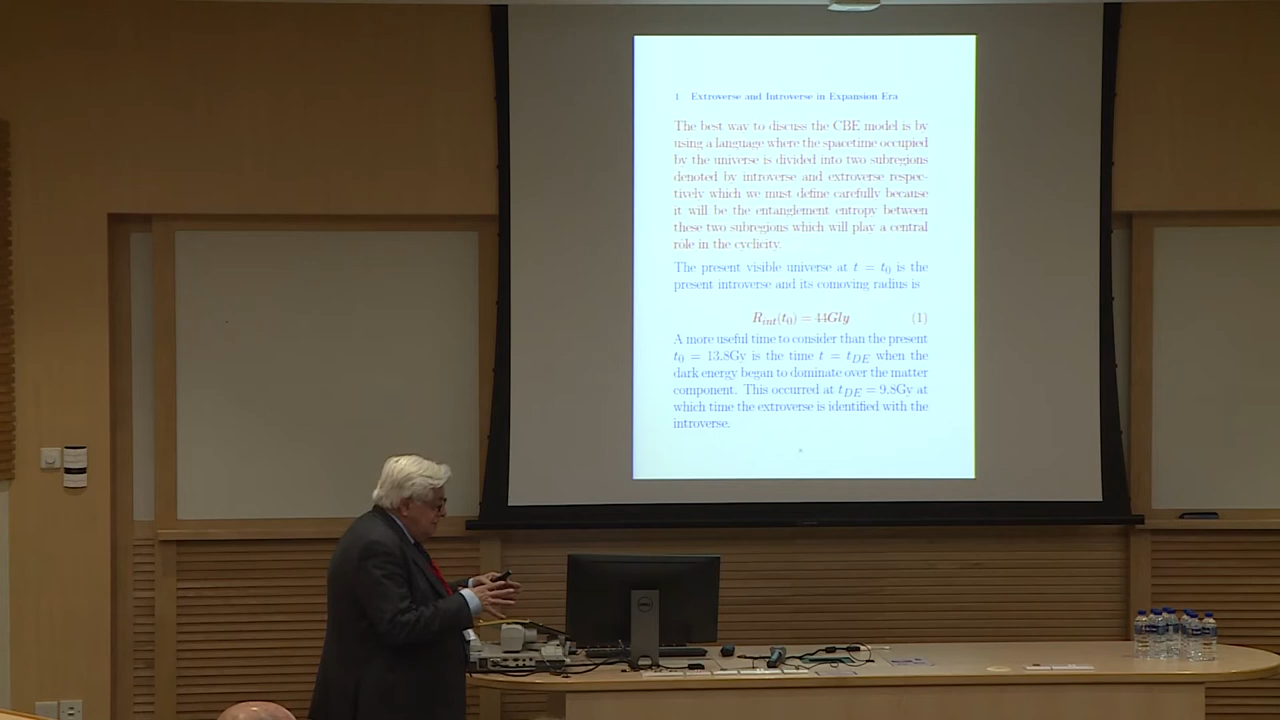 1 Extroverse and Introverse in Expansion Era
The best way to discuss the CBE model is by
using a language where the spacetime occupied
by the universe is divided into two subregions
denoted by introverse and extroverse respec-
tively which we must define carefully because
it will be the entanglement entropy between
these two subregions which will play a central
role in the cyclicity.
The present visible universe at t = t0 is the
present introverse and its comoving radius is
Rint(t0) = 44Gly (1)
A more useful time to consider than the present
t0 = 13.8Gy is the time t = tDE when the
dark energy began to dominate over the matter
component. This occurred at tDE = 9.8Gy at
which time the extroverse is identified with the
introverse.
DELL